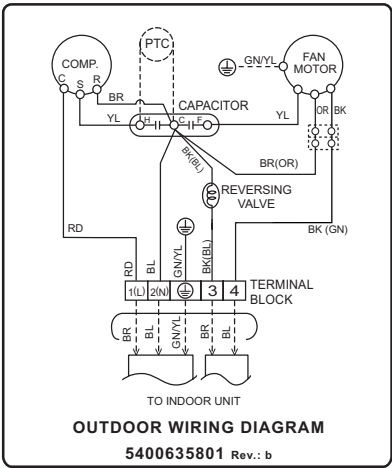 PTC
COMP.
C
S
R
GN/YL
FAN
MOTOR
BR
CAPACITOR
YL
H
C
F
YL
OR
BK
BK(BL)
BR(OR)
REVERSING
VALVE
BK (GN)
RD
RD
BL
GN/YL
BK(BL)
1(L)
2(N)
3
4
TERMINAL
BLOCK
BR
BL
GN/YL
BR
BL
TO INDOOR UNIT
OUTDOOR WIRING DIAGRAM
5400635801 Rev.: b